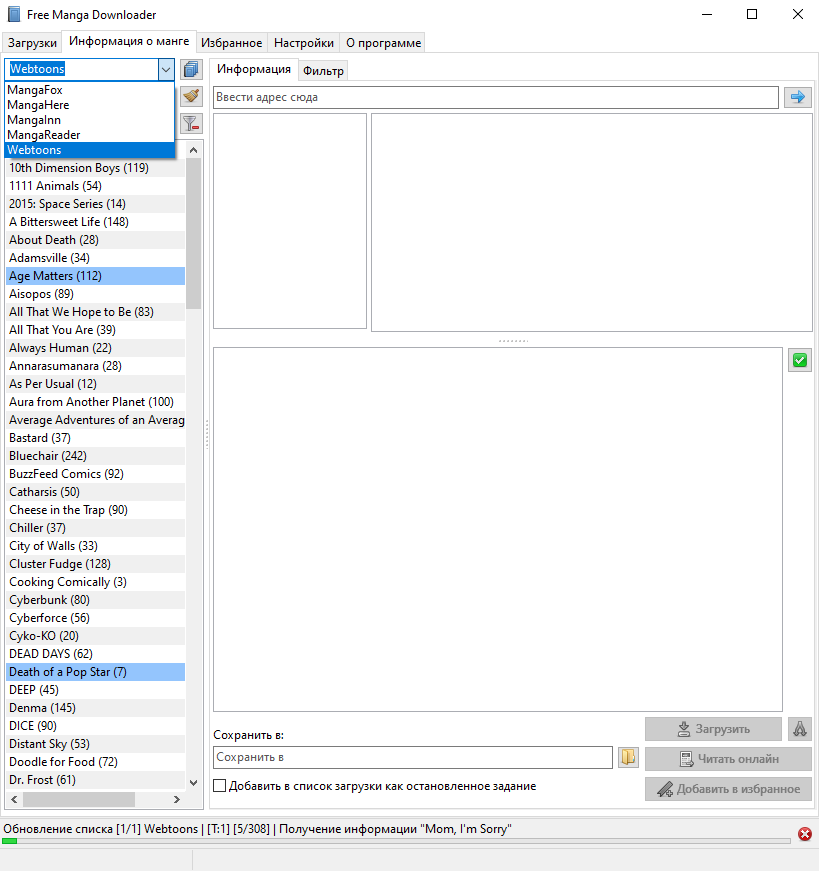 Free Manga Downloader
Загрузки Информация о манге Избранное Настройки О программе
Webtoons
MangaFox
MangaHere
MangaInn
MangaReader
Webtoons
10th Dimension Boys (119)
1111 Animals (54)
2015: Space Series (14)
A Bittersweet Life (148)
About Death (28)
Adamsville (34)
Age Matters (112)
Aisopos (89)
All That We Hope to Be (83)
All That You Are (39)
Always Human (22)
Annarasumanara (28)
As Per Usual (12)
Aura from Another Planet (100)
Average Adventures of an Averag
Bastard (37)
Bluechair (242)
BuzzFeed Comics (92)
Catharsis (50)
Cheese in the Trap (90)
Chiller (37)
City of Walls (33)
Cluster Fudge (128)
Cooking Comically (3)
Cyberbunk (80)
Cyberforce (56)
Cyko-KO (20)
DEAD DAYS (62)
Death of a Pop Star (7)
DEEP (45)
Denma (145)
DICE (90)
Distant Sky (53)
Doodle for Food (72)
Dr. Frost (61)
Информация Фильтр
Ввести адрес сюда
Сохранить в:
Сохранить в
Добавить в список загрузки как остановленное задание
Загрузить
Читать онлайн
Добавить в избранное
Обновление списка [1/1] Webtoons | [T:1] [5/308] | Получение информации "Mom, I'm Sorry"